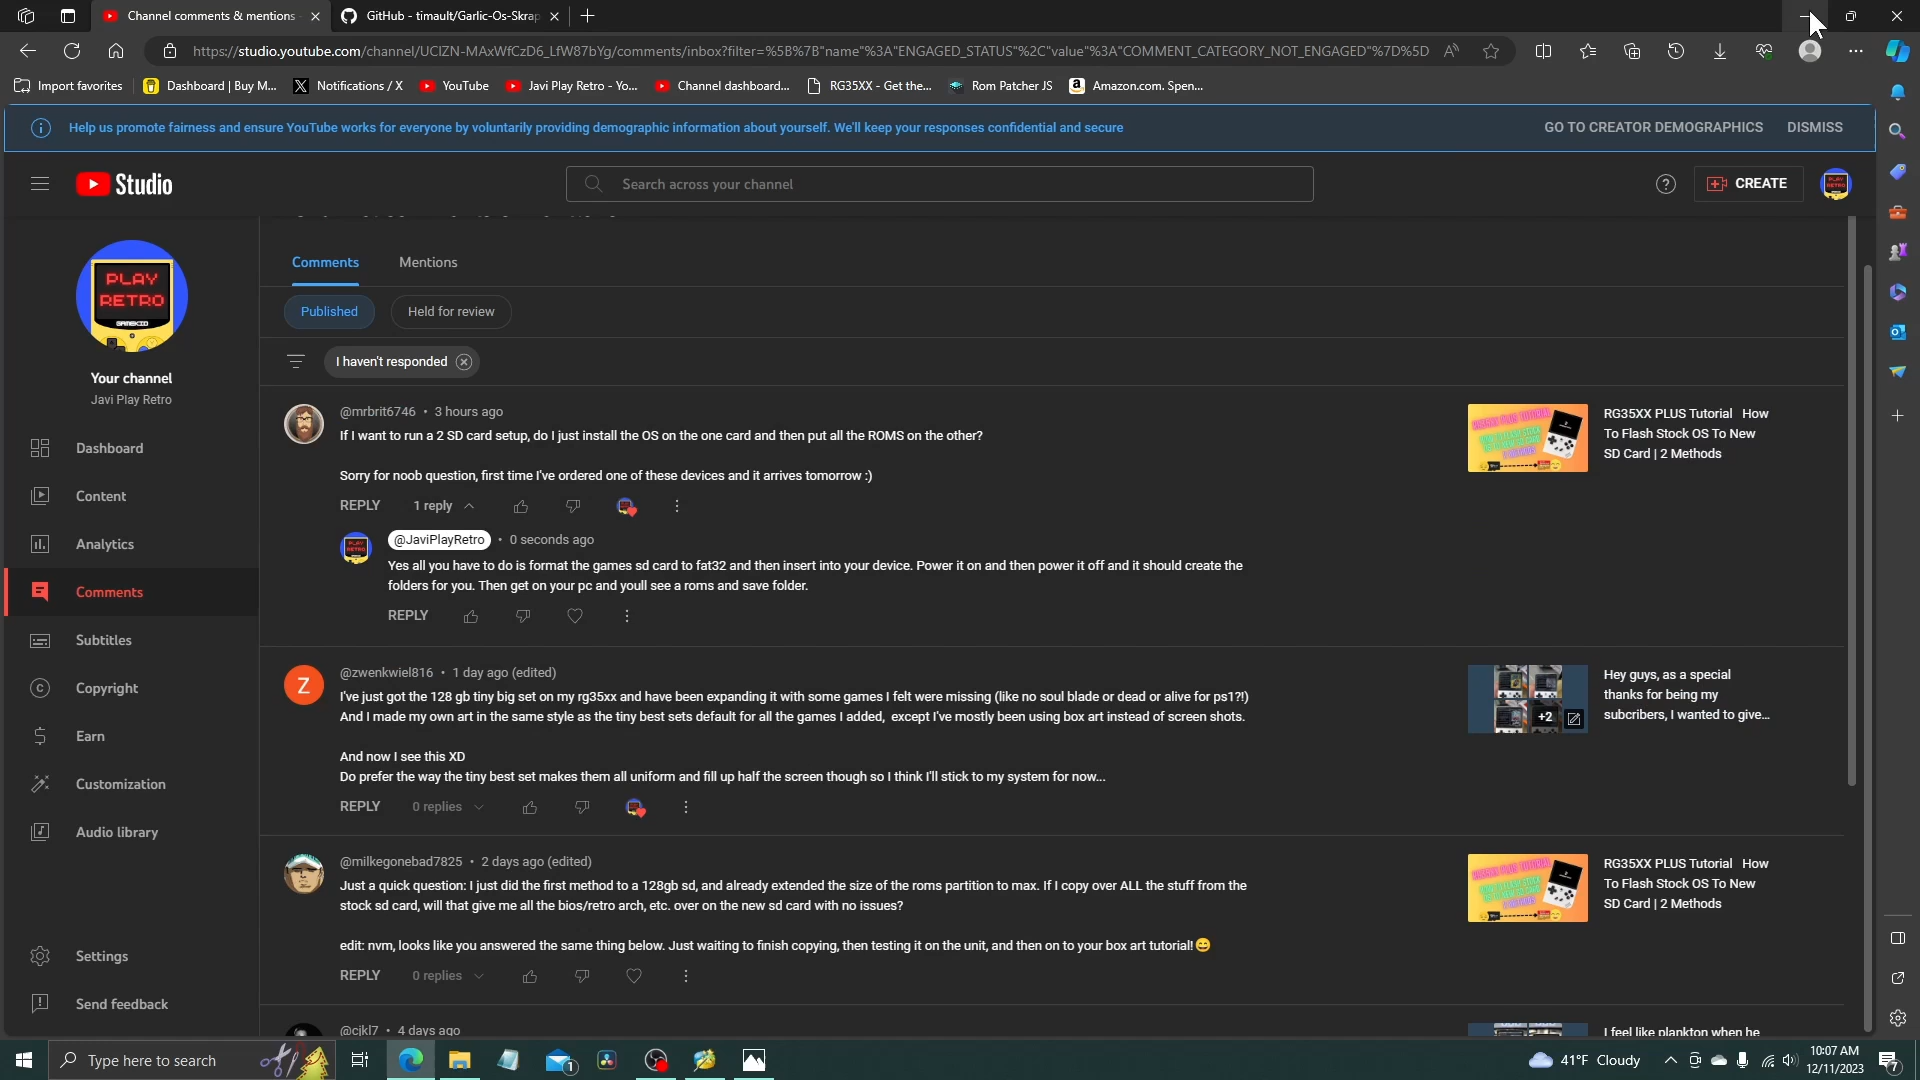 Channel comments & mentions
GitHub - timault/Garlic-Os-Skrap
https://studio.youtube.com/channel/UCIZN-MAxWfCzD6_LfW87bYg/comments/inbox?filter=%5B%7B"name"%3A"ENGAGED_STATUS"%2C"value"%3A"COMMENT_CATEGORY_NOT_ENGAGED"%7D%5D
Import favorites
Dashboard | Buy M...
Notifications / X
YouTube
Javi Play Retro - Yo...
Channel dashboard...
RG35XX - Get the...
Rom Patcher JS
Amazon.com. Spen...
Help us promote fairness and ensure YouTube works for everyone by voluntarily providing demographic information about yourself. We'll keep your responses confidential and secure
GO TO CREATOR DEMOGRAPHICS
DISMISS
Studio
Search across your channel
CREATE
PLAY
RETRO
GAMEKID
Your channel
Javi Play Retro
Dashboard
Content
Analytics
Comments
Subtitles
Copyright
Earn
Customization
Audio library
Settings
Send feedback
Comments
Mentions
Published
Held for review
I haven't responded
@mrbrit6746 • 3 hours ago
If I want to run a 2 SD card setup, do I just install the OS on the one card and then put all the ROMS on the other?
Sorry for noob question, first time I've ordered one of these devices and it arrives tomorrow :)
REPLY
1 reply
RG35XX PLUS Tutorial How
To Flash Stock OS To New
SD Card | 2 Methods
@JaviPlayRetro • 0 seconds ago
Yes all you have to do is format the games sd card to fat32 and then insert into your device. Power it on and then power it off and it should create the
folders for you. Then get on your pc and youll see a roms and save folder.
REPLY
Z
@zwenkwiel816 • 1 day ago (edited)
I've just got the 128 gb tiny big set on my rg35xx and have been expanding it with some games I felt were missing (like no soul blade or dead or alive for ps1?!)
And I made my own art in the same style as the tiny best sets default for all the games I added, except I've mostly been using box art instead of screen shots.
And now I see this XD
Do prefer the way the tiny best set makes them all uniform and fill up half the screen though so I think I'll stick to my system for now...
REPLY
0 replies
+2
Hey guys, as a special
thanks for being my
subcribers, I wanted to give...
@milkegonebad7825 • 2 days ago (edited)
Just a quick question: I just did the first method to a 128gb sd, and already extended the size of the roms partition to max. If I copy over ALL the stuff from the
stock sd card, will that give me all the bios/retro arch, etc. over on the new sd card with no issues?
edit: nvm, looks like you answered the same thing below. Just waiting to finish copying, then testing it on the unit, and then on to your box art tutorial! 😄
REPLY
0 replies
RG35XX PLUS Tutorial How
To Flash Stock OS To New
SD Card | 2 Methods
@cjkl7 • 4 days ago
I feel like plankton when he
Type here to search
1
41°F Cloudy
10:07 AM
12/11/2023
7